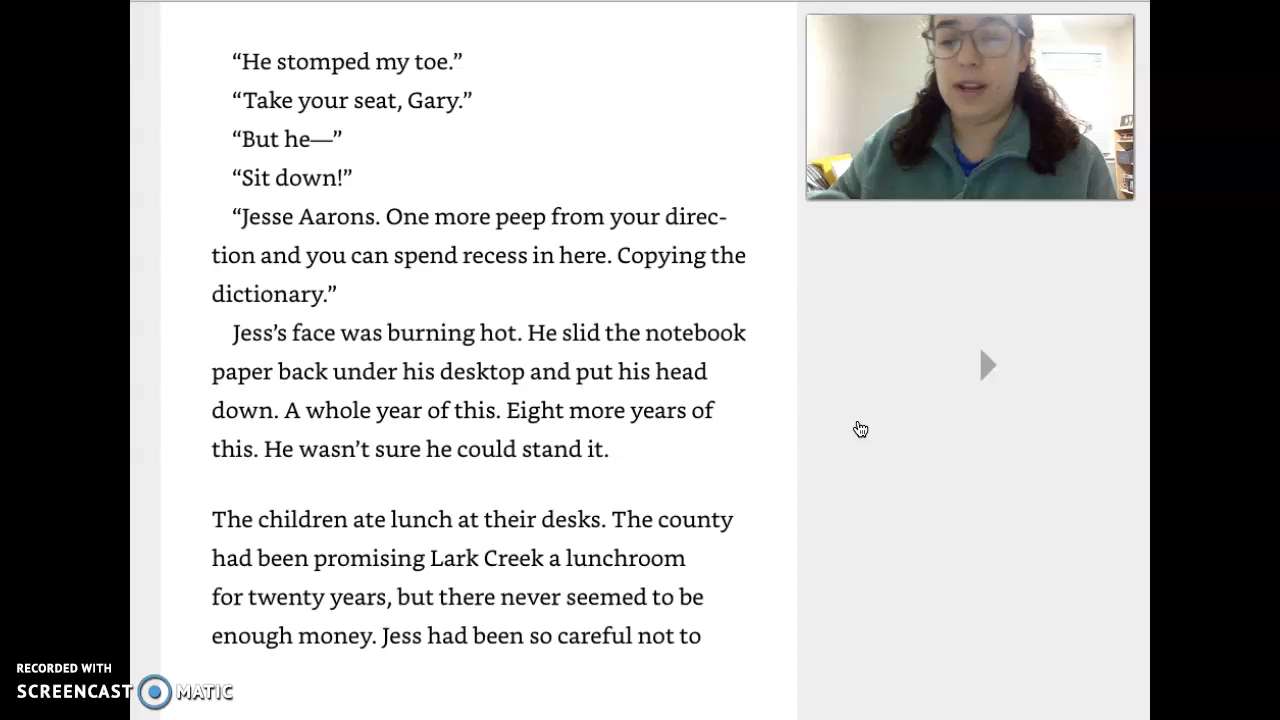 “He stomped my toe.”
“Take your seat, Gary.”
“But he—”
“Sit down!”
“Jesse Aarons. One more peep from your direc-
tion and you can spend recess in here. Copying the
dictionary.”
Jess’s face was burning hot. He slid the notebook
paper back under his desktop and put his head
down. A whole year of this. Eight more years of
this. He wasn’t sure he could stand it.
The children ate lunch at their desks. The county
had been promising Lark Creek a lunchroom
for twenty years, but there never seemed to be
enough money. Jess had been so careful not to
RECORDED WITH
SCREENCAST MATIC